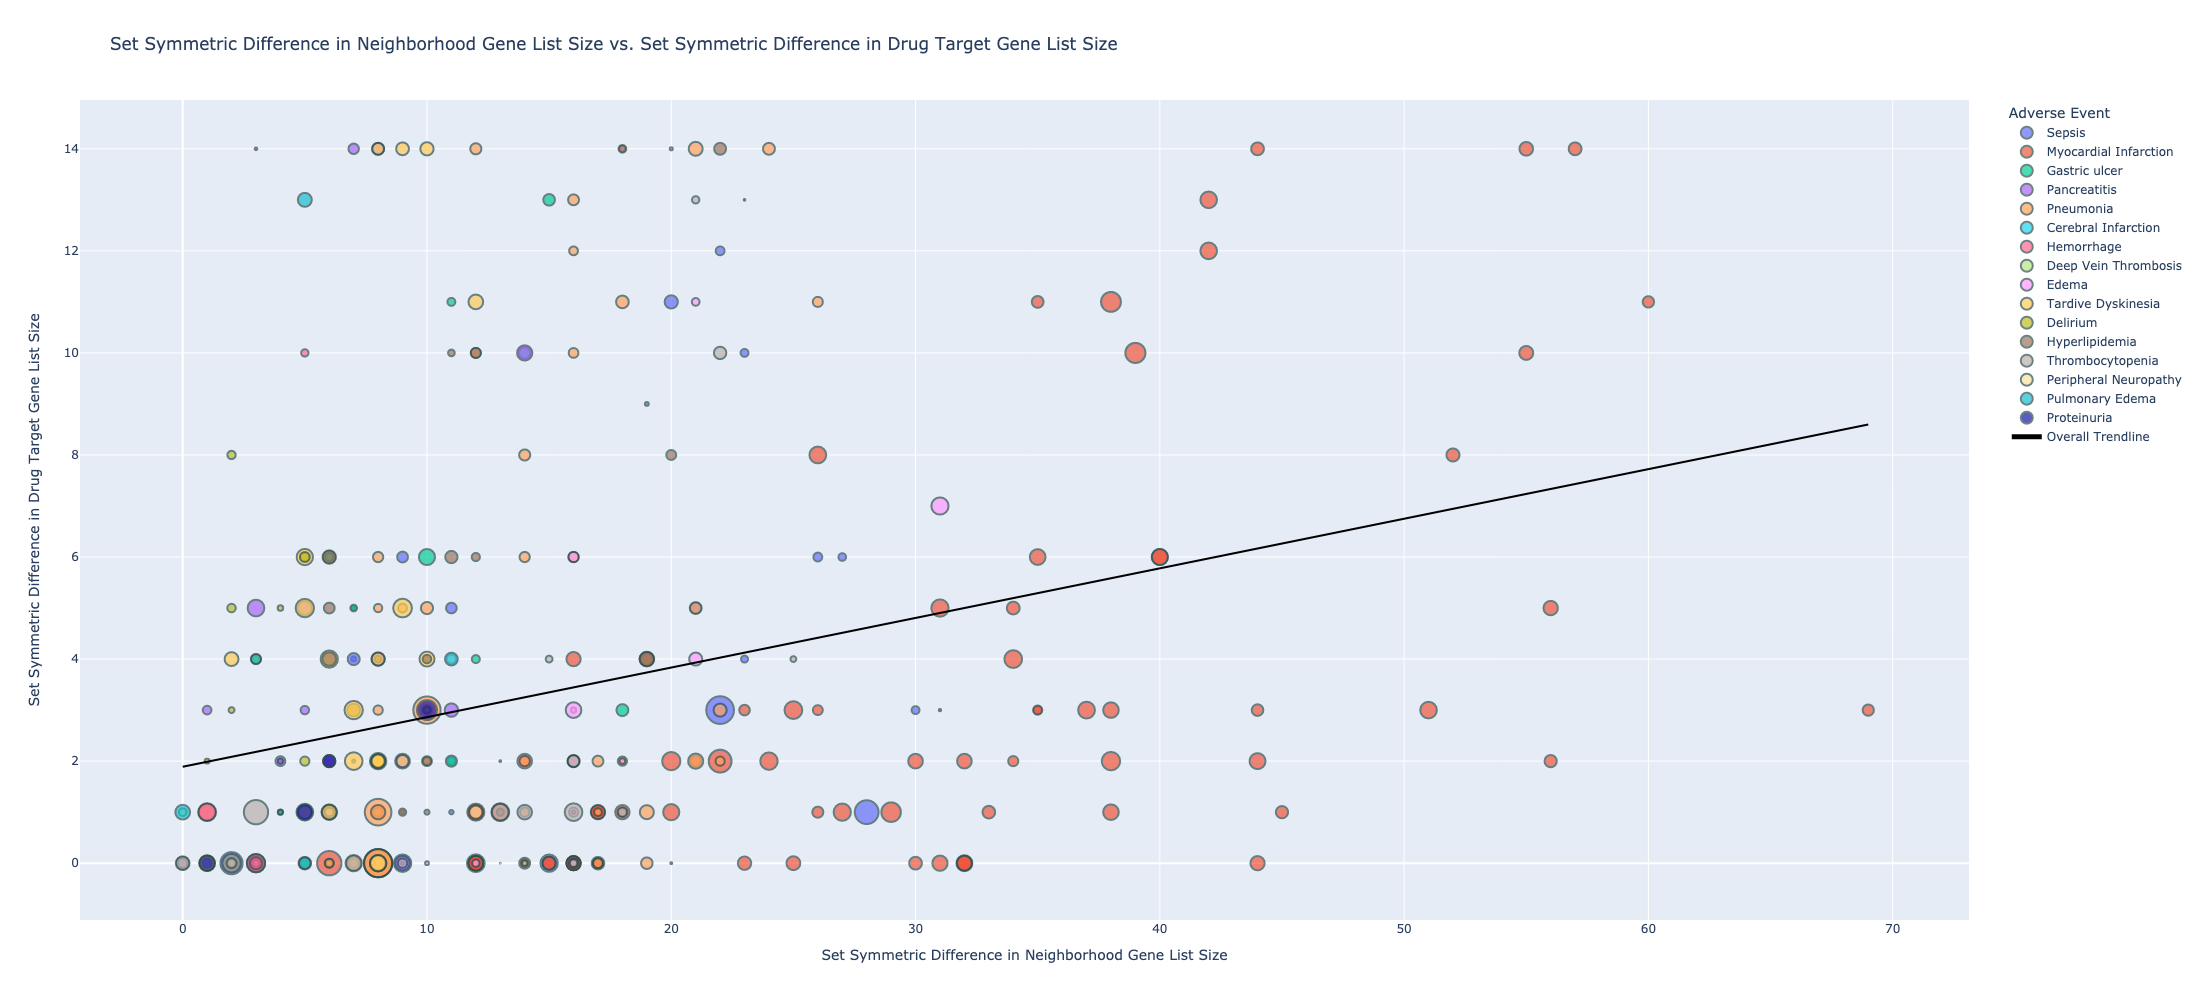 Set Symmetric Difference in Neighborhood Gene List Size vs. Set Symmetric Difference in Drug Target Gene List Size
Set Symmetric Difference in Drug Target Gene List Size
14
12
10
8
6
4
2
0
0 10 20 30 40 50 60 70
Set Symmetric Difference in Neighborhood Gene List Size
Adverse Event
Sepsis
Myocardial Infarction
Gastric ulcer
Pancreatitis
Pneumonia
Cerebral Infarction
Hemorrhage
Deep Vein Thrombosis
Edema
Tardive Dyskinesia
Delirium
Hyperlipidemia
Thrombocytopenia
Peripheral Neuropathy
Pulmonary Edema
Proteinuria
Overall Trendline